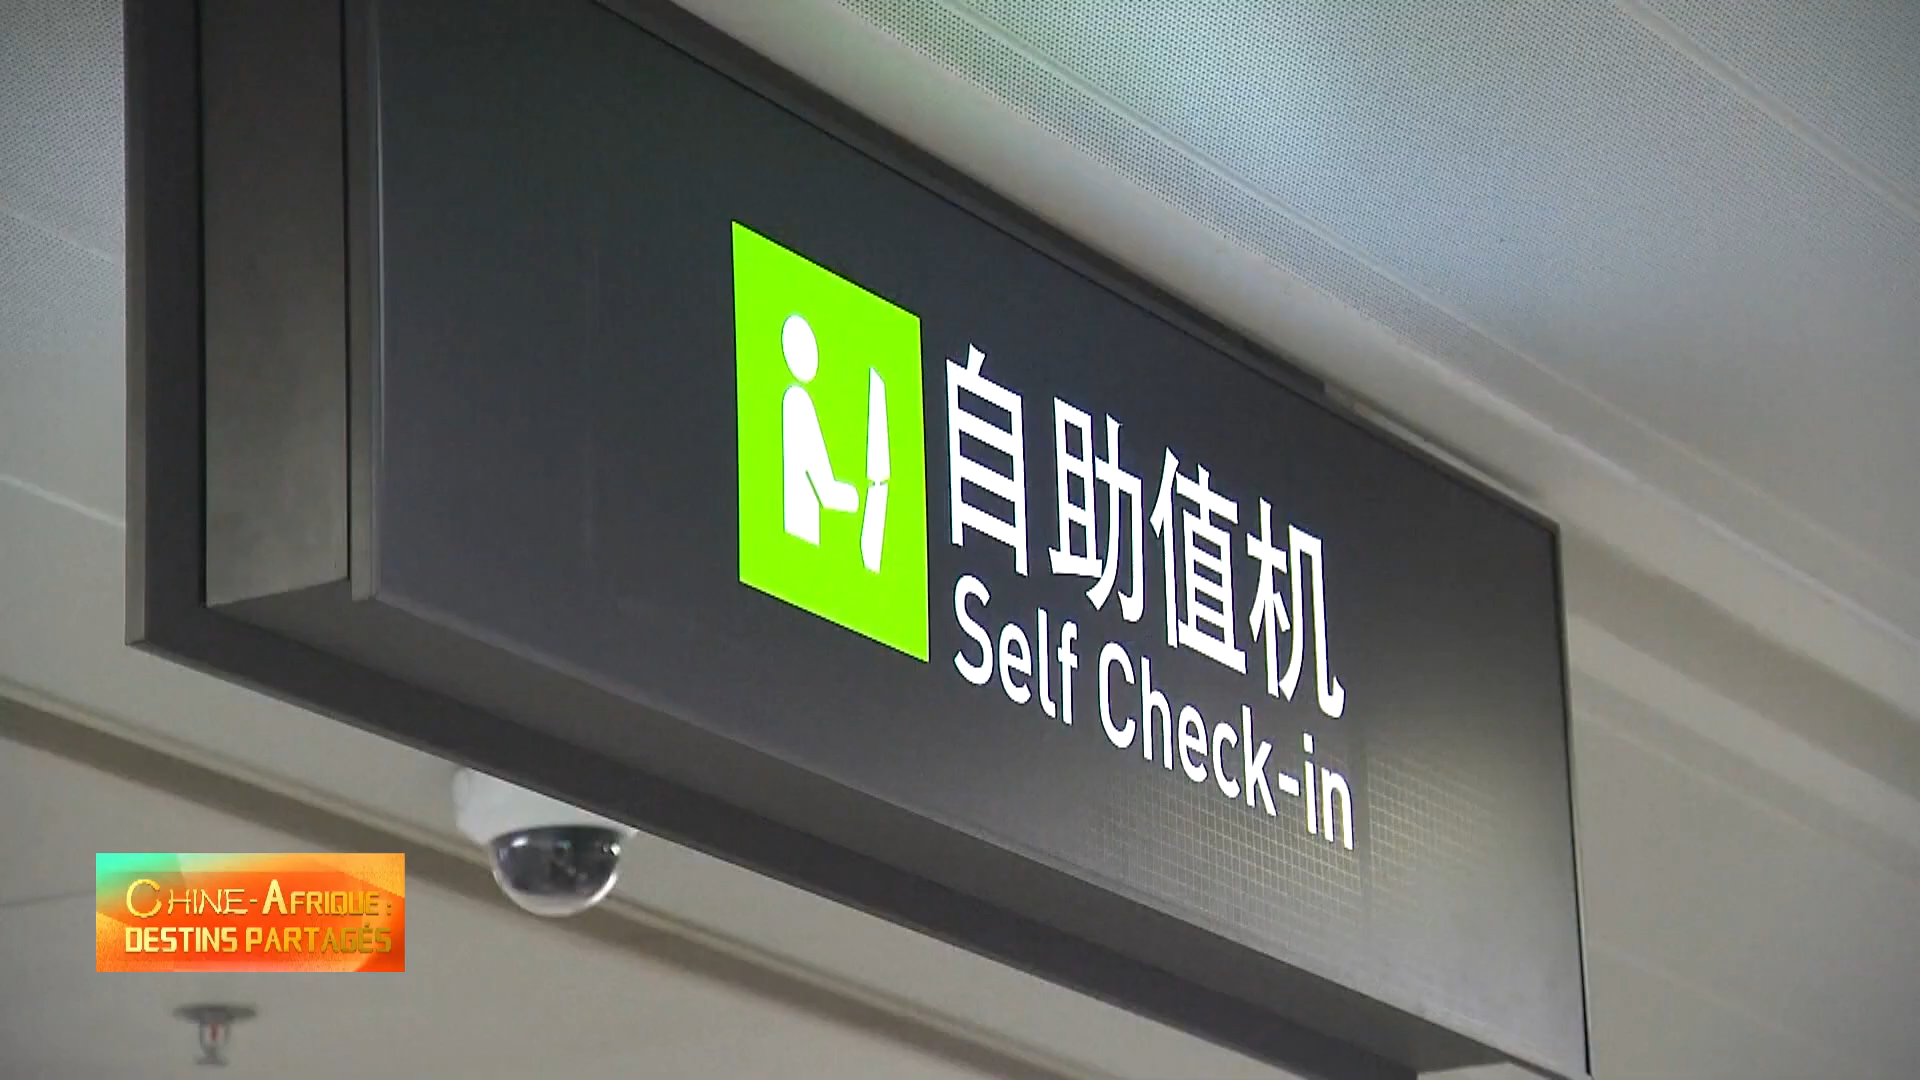 自助值机
Self Check-in
CHINE-AFRIQUE :
DESTINS PARTAGÉS